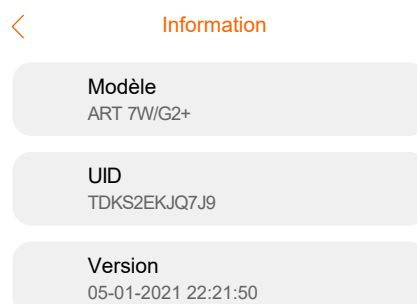 Information
Modèle
ART 7W/G2+
UID
TDKS2EKJQ7J9
Version
05-01-2021 22:21:50